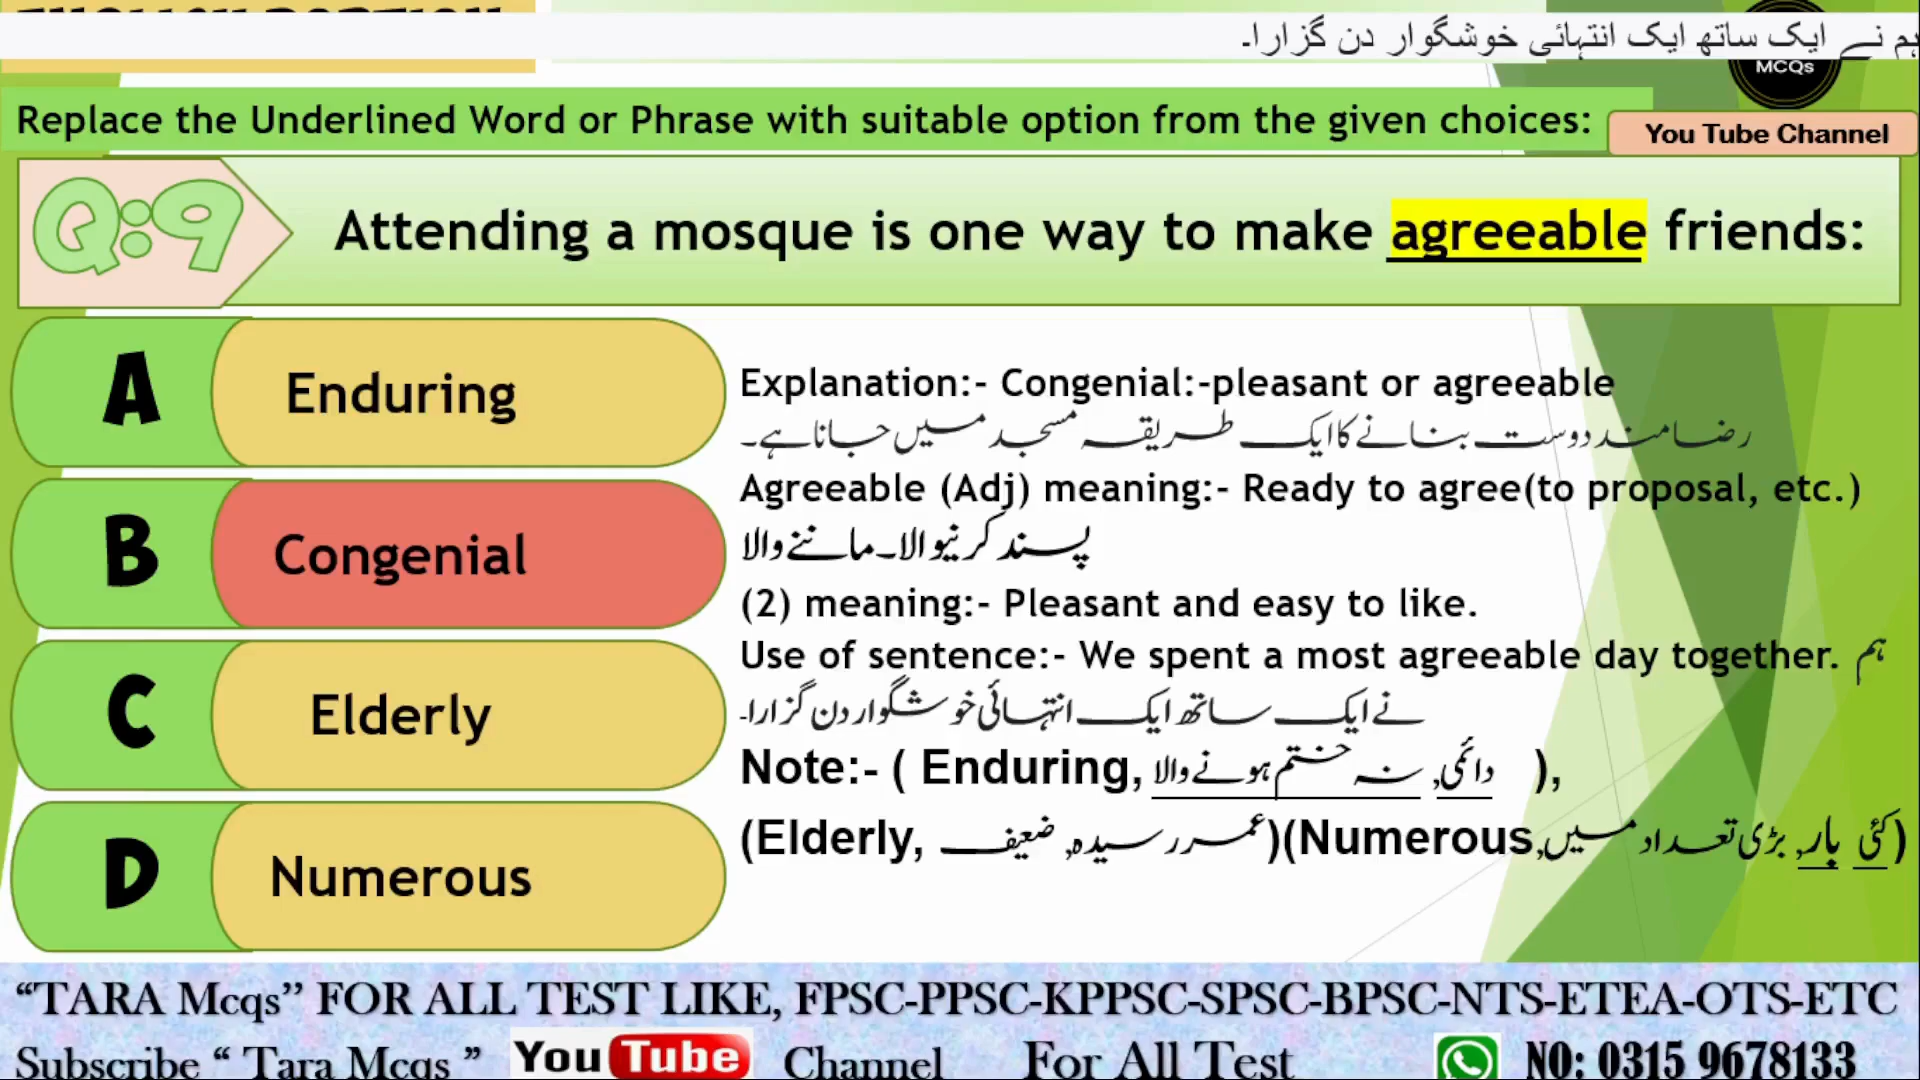 ہم نے ایک ساتھ ایک انتہائی خوشگوار دن گزارا۔
MCQs
Replace the Underlined Word or Phrase with suitable option from the given choices:
You Tube Channel
Q:9
Attending a mosque is one way to make agreeable friends:
A Enduring
B Congenial
C Elderly
D Numerous
Explanation:- Congenial:-pleasant or agreeable
رضامند دوست بنانے کا ایک طریقہ مسجد میں جانا ہے۔
Agreeable (Adj) meaning:- Ready to agree(to proposal, etc.)
پسند کرنیوالا۔ماننے والا
(2) meaning:- Pleasant and easy to like.
Use of sentence:- We spent a most agreeable day together. ہم
نے ایک ساتھ ایک انتہائی خوشگوار دن گزارا۔
Note:- ( Enduring, دائمی, نہ ختم ہونے والا ),
(Elderly, عمر رسیدہ, ضعیف)(Numerous,کئی بار, بڑی تعداد میں)
“TARA Mcqs” FOR ALL TEST LIKE, FPSC-PPSC-KPPSC-SPSC-BPSC-NTS-ETEA-OTS-ETC
Subscribe “ Tara Mcqs ” YouTube Channel For All Test NO: 0315 9678133